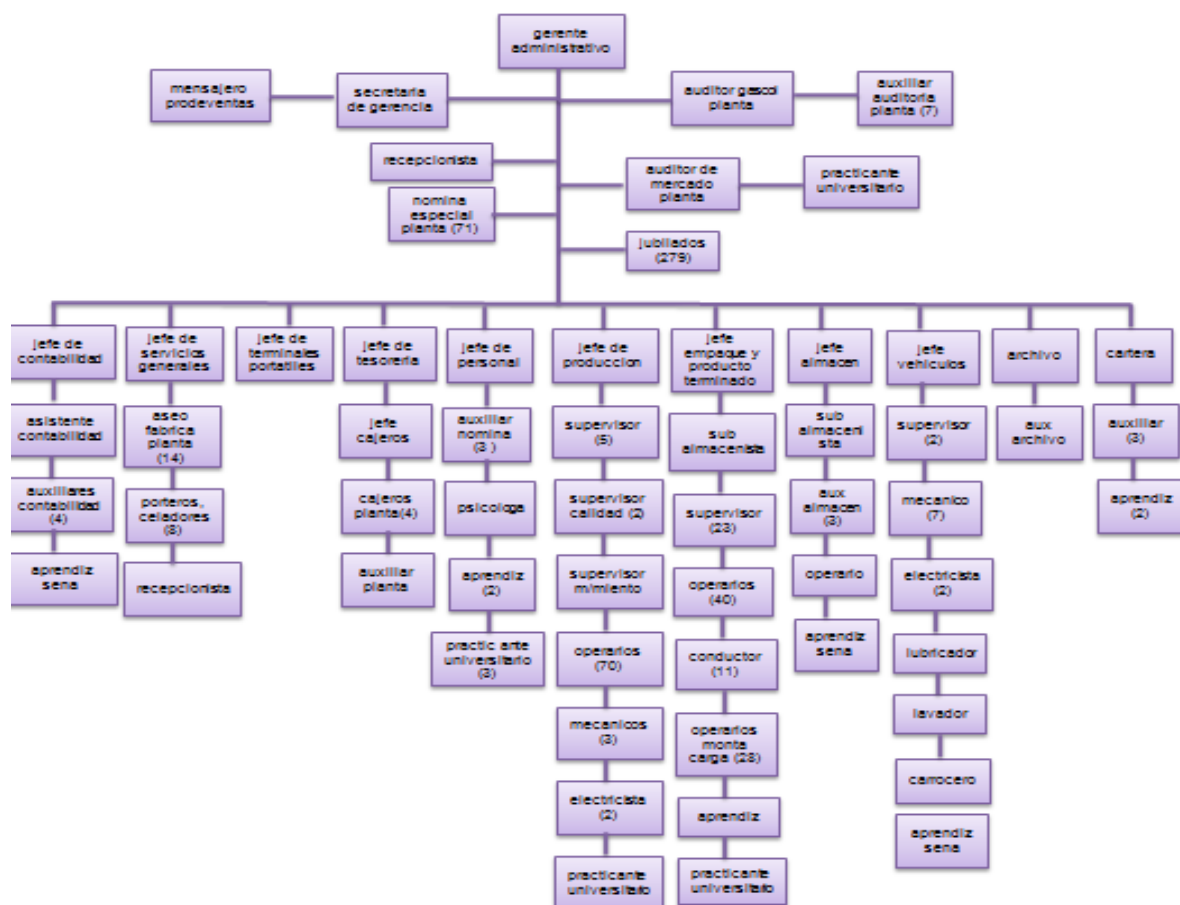 gerente
administrativo
mensajero
prodeventas
secretaria
de gerencia
auditor gascol
planta
auxiliar
auditoria
planta (7)
recepcionista
auditor de
mercado
planta
practicante
universitario
nomina
especial
planta (71)
jubilados
(279)
jefe de
contabilidad
jefe de
servicios
generales
jefe de
terminales
portatiles
jefe de
tesoreria
jefe de
personal
jefe de
produccion
jefe
empaque y
producto
terminado
jefe
almacen
jefe
vehiculos
archivo
cartera
asistente
contabilidad
aseo
fabrica
planta
(14)
jefe
cajeros
auxiliar
nomina
(3 )
supervisor
(5)
sub
almacenista
sub
almaceni
sta
supervisor
(2)
aux
archivo
auxiliar
(3)
auxiliares
contabilidad
(4)
porteros,
celadores
(8)
cajeros
planta(4)
psicologa
supervisor
calidad (2)
supervisor
(23)
aux
almacen
(3)
mecanico
(7)
aprendiz
(2)
aprendiz
sena
recepcionista
auxiliar
planta
aprendiz
(2)
supervisor
m/miento
operarios
(40)
operario
electricista
(2)
practic ante
universitario
(3)
operarios
(70)
conductor
(11)
aprendiz
sena
lubricador
mecanicos
(3)
operarios
monta
carga (28)
lavador
electricista
(2)
aprendiz
carrocero
practicante
universitario
practicante
universitario
aprendiz
sena